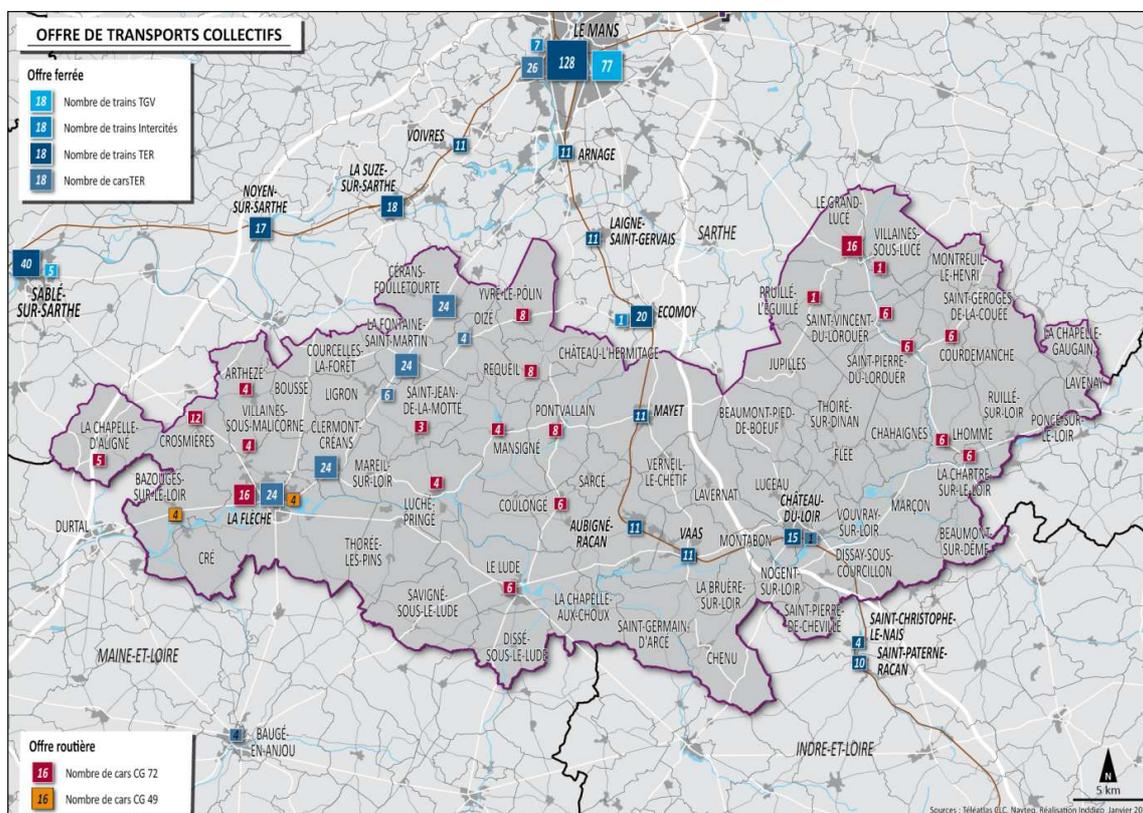 OFFRE DE TRANSPORTS COLLECTIFS
Offre ferrée
18 Nombre de trains TGV
18 Nombre de trains Intercités
18 Nombre de trains TER
18 Nombre de carsTER
LE MANS
7
26
128
77
VOIVRES
11
11
ARNAGE
LA SUZE-
SUR-SARTHE
18
NOYEN-
SUR-SARTHE
17
LAIGNE-
SAINT-GERVAIS
11
SARTHE
40
5
SABLÉ-
SUR-SARTHE
LE GRAND-
LUCÉ
16
VILLAINES-
SOUS-LUCÉ
1
MONTREUIL-
LE-HENRI
CÉRANS-
FOULLETOURTE
24
YVRÉ-LE-PÔLIN
8
OIZÉ
4
1
20
ECOMOY
PRUILLÉ-
L'ÉGUILLÉ
1
SAINT-VINCENT-
DU-LOROUER
6
SAINT-GEROGES-
DE-LA-COUÉE
LA CHAPELLE-
GAUGAIN
LA FONTAINE-
SAINT-MARTIN
24
CHÂTEAU-L'HERMITAGE
6
SAINT-PIERRE-
DU-LOROUER
6
COURDEMANCHE
COURCELLES-
LA-FORÊT
REQUEIL
8
JUPILLES
LAVENAY
ARTHEZÉ
4
BOUSSE
LIGRON
6
SAINT-JEAN-
DE-LA-MOTTE
3
RUILLÉ-
SUR-LOIR
PONCÉ-SUR-
LE-LOIR
LA CHAPELLE-
D'ALIGNÉ
5
12
CROSMIÈRES
VILLAINES-
SOUS-MALICORNE
4
CLERMONT-
CRÉANS
24
4
MANSIGNÉ
PONTVALLAIN
8
11
MAYET
BEAUMONT-PIED-
DE-BOEUF
THOIRÉ-
SUR-DINAN
CHAHAIGNES
6
LHOMME
6
FLÉE
LA CHARTRE-
SUR-LE-LOIR
BAZOUGES-
SUR-LE-LOIR
4
MAREIL-
SUR-LOIR
4
LUCHÉ-
PRINGÉ
SARCÉ
VERNEIL-
LE-CHÉTIF
LUCEAU
MARÇON
DURTAL
16
24
4
LA FLÈCHE
COULONGE
6
LAVERNAT
CHÂTEAU-
DU-LOIR
15
1
VOUVRAY-
SUR-LOIR
AUBIGNÉ-
RACAN
11
VAAS
11
MONTABON
BEAUMONT-
SUR-DÊME
CRÉ
THORÉE-
LES-PINS
LE LUDE
6
DISSAY-SOUS-
COURCILLON
NOGENT-
SUR-LOIR
SAVIGNÉ-
SOUS-LE-LUDE
LA CHAPELLE-
AUX-CHOUX
LA BRUÈRE-
SUR-LOIR
SAINT-PIERRE-
DE-CHEVILLÉ
SAINT-CHRISTOPHE-
LE-NAIS
4
SAINT-GERMAIN-
D'ARCÉ
DISSÉ-
SOUS-LE-LUDE
CHENU
SAINT-PATERNE-
RACAN
10
MAINE-ET-LOIRE
4
BAUGÉ-
EN-ANJOU
INDRE-ET-LOIRE
Offre routière
16 Nombre de cars CG 72
16 Nombre de cars CG 49
N
5 km
Sources : Téléatlas CLC, Navteq, Réalisation Inddigo, Janvier 20